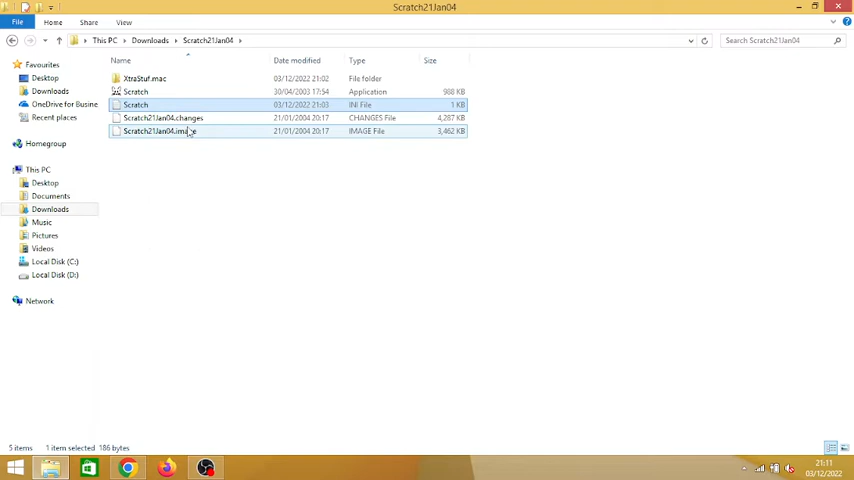 Scratch21Jan04
File Home Share View
This PC Downloads Scratch21Jan04 Search Scratch21Jan04
Name Date modified Type Size
Favourites
Desktop
Downloads
OneDrive for Busine
Recent places
Homegroup
This PC
Desktop
Documents
Downloads
Music
Pictures
Videos
Local Disk (C:)
Local Disk (D:)
Network
XtraStuf.mac 03/12/2022 21:02 File folder
Scratch 30/04/2003 17:54 Application 988 KB
Scratch 03/12/2022 21:03 INI File 1 KB
Scratch21Jan04.changes 21/01/2004 20:17 CHANGES File 4,287 KB
Scratch21Jan04.image 21/01/2004 20:17 IMAGE File 3,462 KB
5 items 1 item selected 186 bytes
21:11
03/12/2022